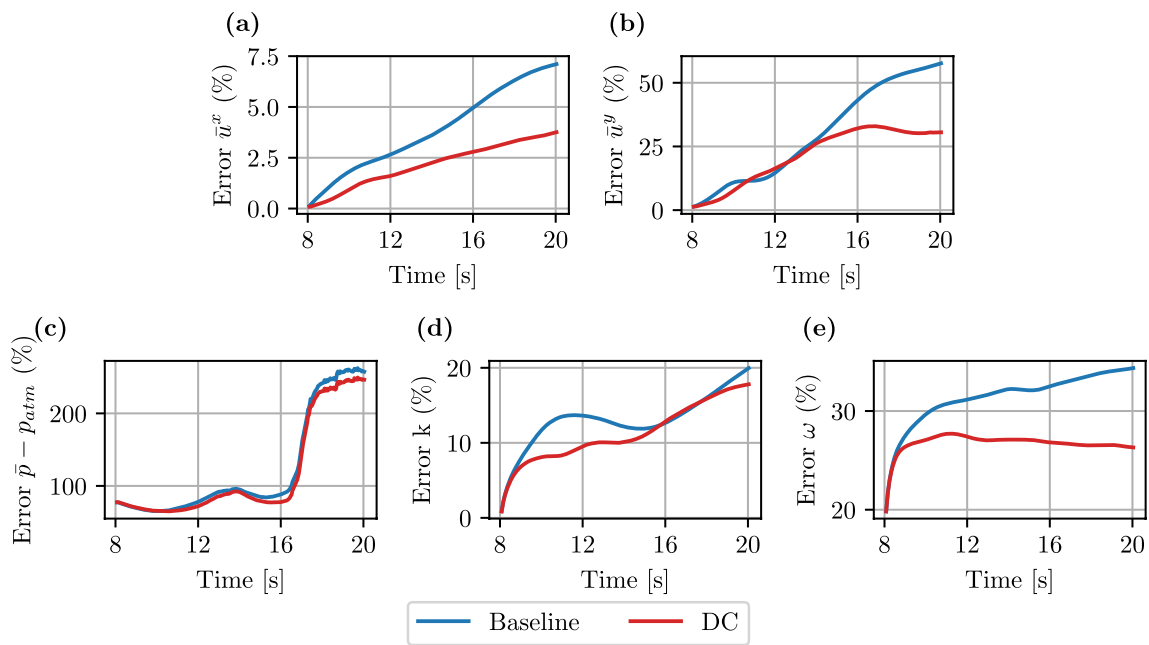 (a)
Error ū^x (%)
7.5
5.0
2.5
0.0
8 12 16 20
Time [s]
(b)
Error ū^y (%)
50
25
0
8 12 16 20
Time [s]
(c)
Error p̄ − p_atm (%)
200
100
8 12 16 20
Time [s]
(d)
Error k (%)
20
10
0
8 12 16 20
Time [s]
(e)
Error ω (%)
30
20
8 12 16 20
Time [s]
Baseline DC